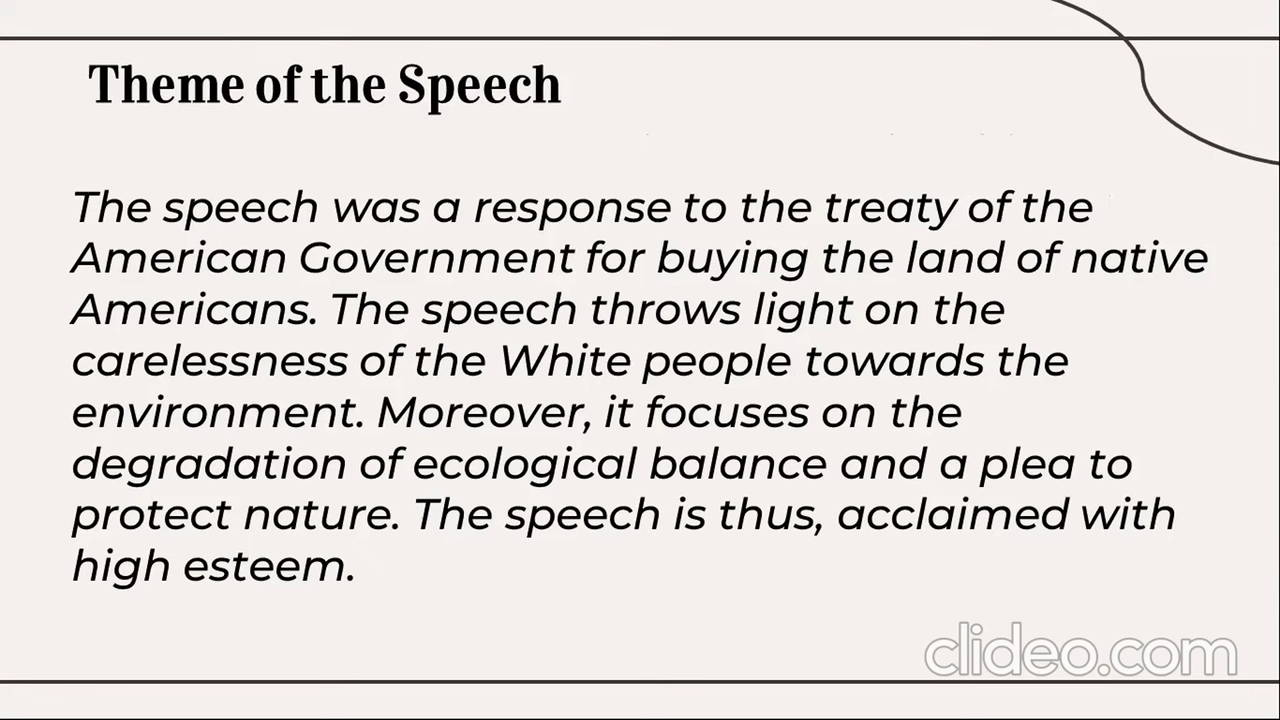 Theme of the Speech
The speech was a response to the treaty of the
American Government for buying the land of native
Americans. The speech throws light on the
carelessness of the White people towards the
environment. Moreover, it focuses on the
degradation of ecological balance and a plea to
protect nature. The speech is thus, acclaimed with
high esteem.
clideo.com